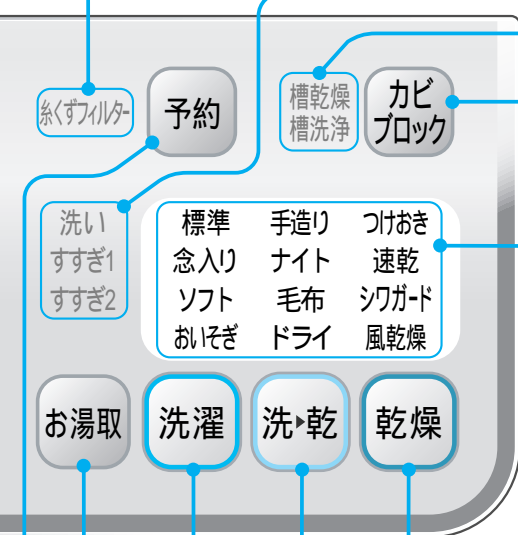 糸くずフィルター
予約
槽乾燥
槽洗浄
カビ
ブロック
洗い
すすぎ1
すすぎ2
標準 手造り つけおき
念入り ナイト 速乾
ソフト 毛布 シワガード
おいそぎ ドライ 風乾燥
お湯取
洗濯
洗▸乾
乾燥